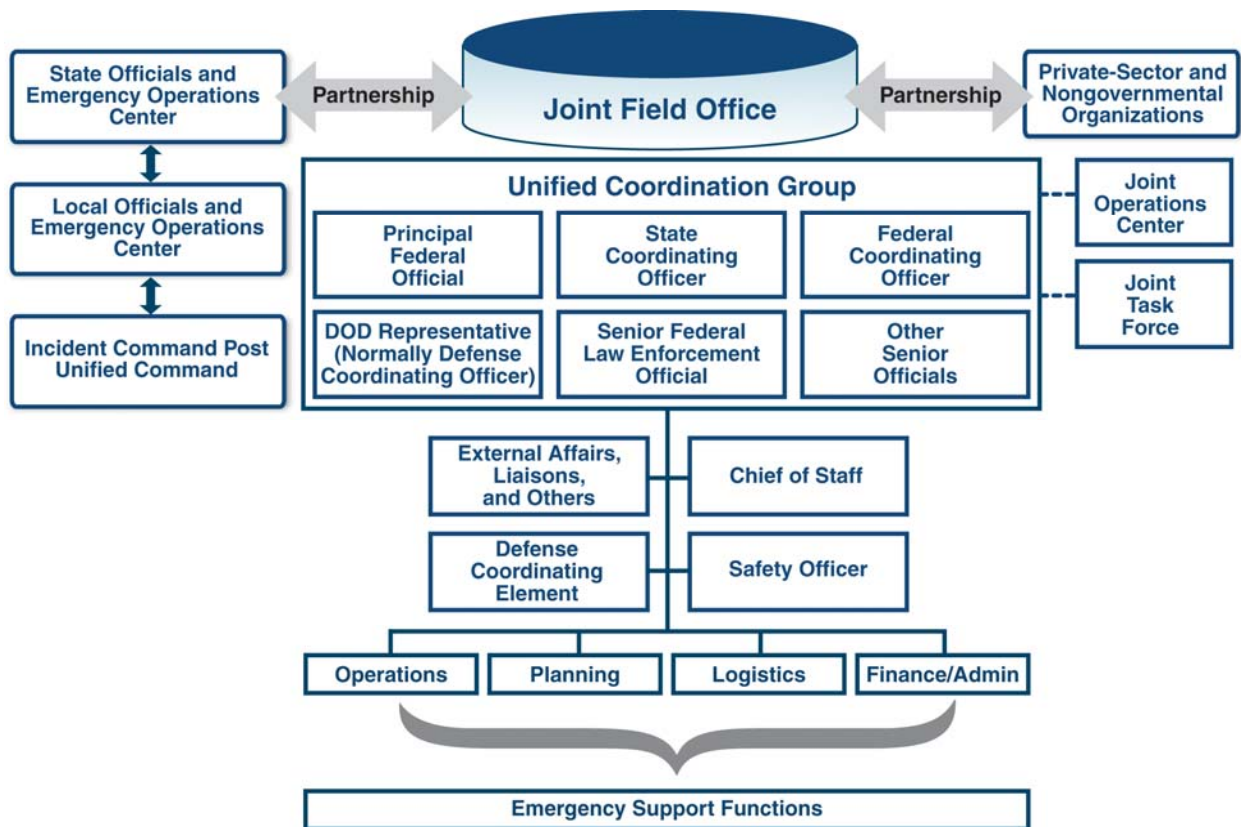 State Officials and
Emergency Operations
Center
Partnership
Joint Field Office
Partnership
Private-Sector and
Nongovernmental
Organizations
Local Officials and
Emergency Operations
Center
Incident Command Post
Unified Command
Unified Coordination Group
Principal
Federal
Official
State
Coordinating
Officer
Federal
Coordinating
Officer
DOD Representative
(Normally Defense
Coordinating Officer)
Senior Federal
Law Enforcement
Official
Other
Senior
Officials
Joint
Operations
Center
Joint
Task
Force
External Affairs,
Liaisons,
and Others
Chief of Staff
Defense
Coordinating
Element
Safety Officer
Operations
Planning
Logistics
Finance/Admin
Emergency Support Functions